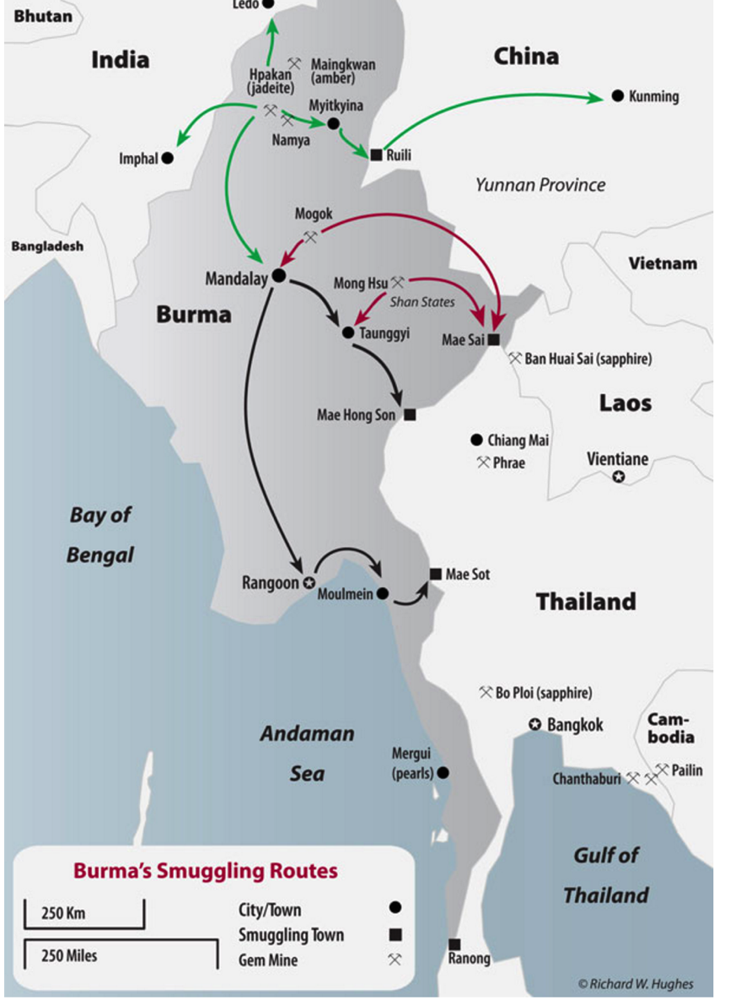 Ledo
Bhutan
India
China
Hpakan
(jadeite)
Maingkwan
(amber)
Myitkyina
Kunming
Namya
Imphal
Ruili
Yunnan Province
Mogok
Bangladesh
Vietnam
Mandalay
Mong Hsu
Shan States
Burma
Taunggyi
Mae Sai
Ban Huai Sai (sapphire)
Laos
Mae Hong Son
Chiang Mai
Phrae
Vientiane
Bay of
Bengal
Rangoon
Moulmein
Mae Sot
Thailand
Bo Ploi (sapphire)
Bangkok
Cam-
bodia
Andaman
Sea
Mergui
(pearls)
Chanthaburi
Pailin
Gulf of
Thailand
Burma's Smuggling Routes
250 Km
250 Miles
City/Town
Smuggling Town
Gem Mine
Ranong
© Richard W. Hughes